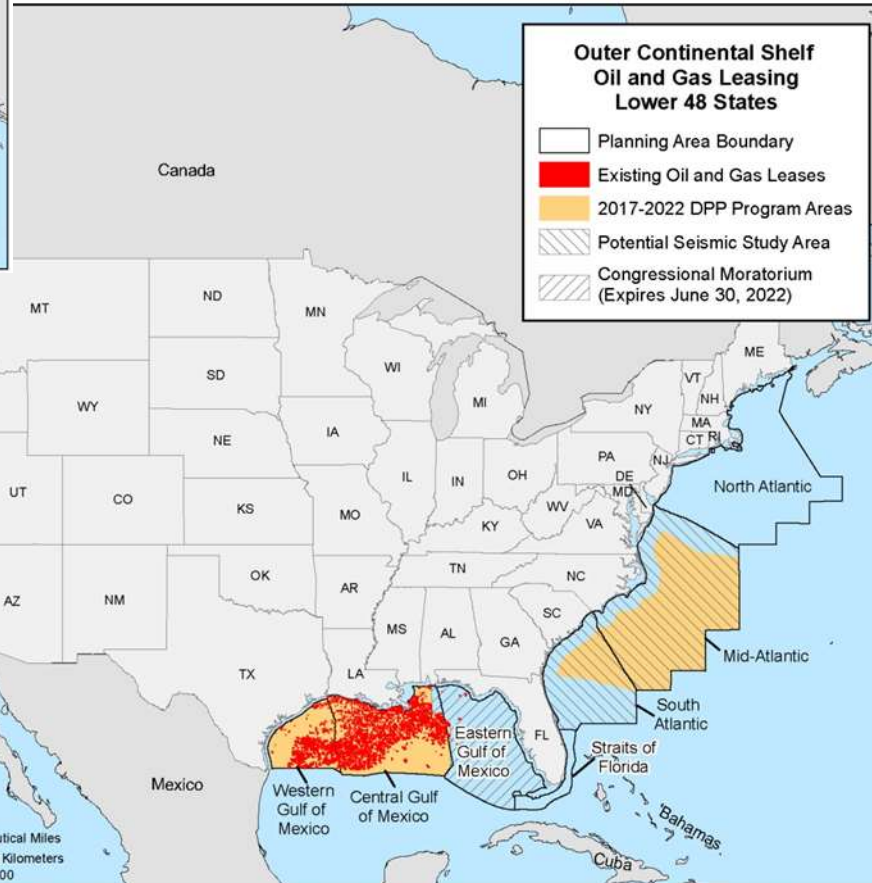 Outer Continental Shelf
Oil and Gas Leasing
Lower 48 States
Planning Area Boundary
Existing Oil and Gas Leases
2017-2022 DPP Program Areas
Potential Seismic Study Area
Congressional Moratorium
(Expires June 30, 2022)
Canada
MT
ND
MN
ME
WI
VT
SD
NH
MI
WY
NY
MA
CT
RI
IA
NE
PA
NJ
OH
IL
IN
DE
MD
North Atlantic
UT
CO
KS
MO
WV
VA
KY
OK
TN
NC
AZ
NM
AR
SC
MS
AL
GA
TX
LA
Mid-Atlantic
South
Atlantic
FL
Eastern
Gulf of
Mexico
Straits of
Florida
Mexico
Western
Gulf of
Mexico
Central Gulf
of Mexico
Bahamas
Cuba
utical Miles
Kilometers
00